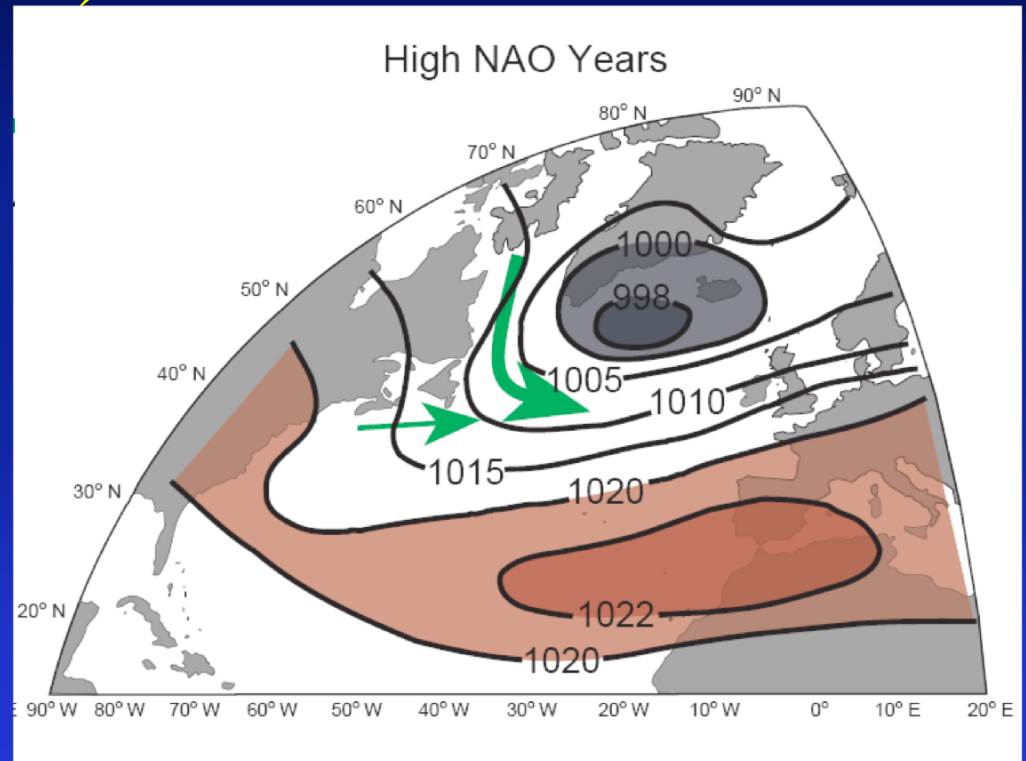 High NAO Years
90° N
80° N
70° N
60° N
50° N
40° N
30° N
20° N
1000
998
1005
1010
1015
1020
1022
1020
E 90° W 80° W 70° W 60° W 50° W 40° W 30° W 20° W 10° W 0° 10° E 20° E